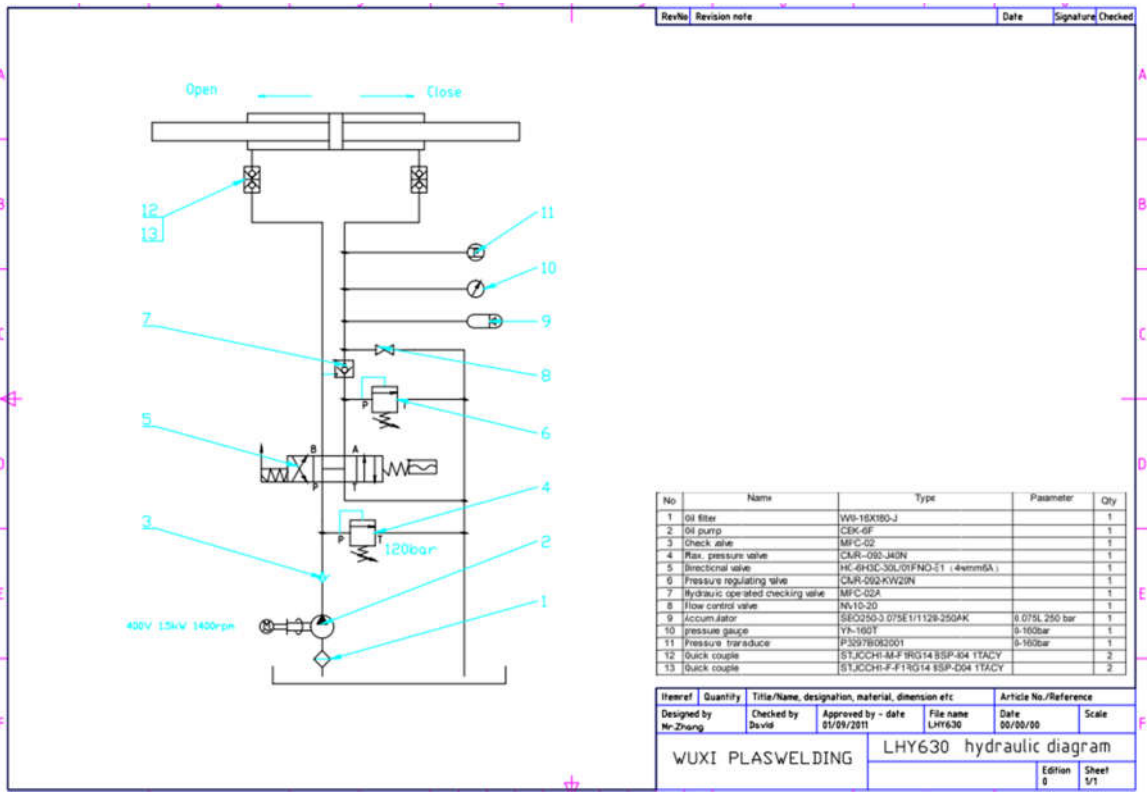 RevNo Revision note Date Signature Checked
A A
Open Close
B B
12
13
11
10
9
7
8
C C
5
6
B A
P T
P T
D D
4
3
P T
120bar
2
E E
1
400V 1.5kW 1400rpm
M
F F
No Name Type Parameter Qty
1 Oil filter WU-16X180-J 1
2 Oil pump CBK-6F 1
3 Check valve MFC-02 1
4 Max. pressure valve CMR-092-J40N 1
5 Directional valve 1
6 Pressure regulating valve CMR-092-KW20N 1
7 Hydraulic operated checking valve MFC-02A 1
8 Flow control valve NV10-20 1
9 Accumulator 0.075L 250 bar 1
10 pressure gauge YN-160T 0-160bar 1
11 Pressure transduce P3297B082001 0-160bar 1
12 Quick couple 2
13 Quick couple 2
Itemref Quantity Title/Name, designation, material, dimension etc Article No./Reference
Designed by Checked by Approved by - date File name Date Scale
Mr.Zhang David 01/09/2011 LHY630 00/00/00
WUXI PLASWELDING LHY630 hydraulic diagram
Edition Sheet
0 1/1